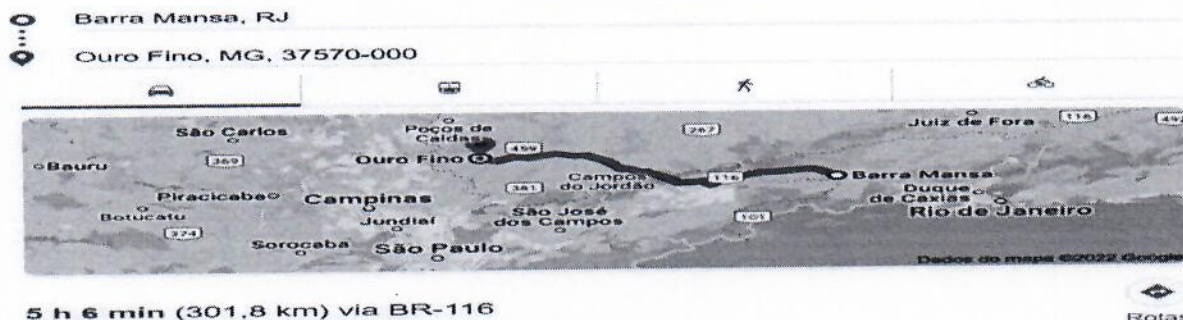 Barra Mansa, RJ
Ouro Fino, MG, 37570-000
São Carlos
Poços de Caldas
267
Juiz de Fora
116
Bauru
369
Ouro Fino
459
Campos do Jordão
116
Barra Mansa
Piracicaba
Campinas
381
Duque de Caxias
Botucatu
Jundiaí
São José dos Campos
101
Rio de Janeiro
374
Sorocaba
São Paulo
Dados do mapa ©2022 Google
5 h 6 min (301,8 km) via BR-116
Rotas